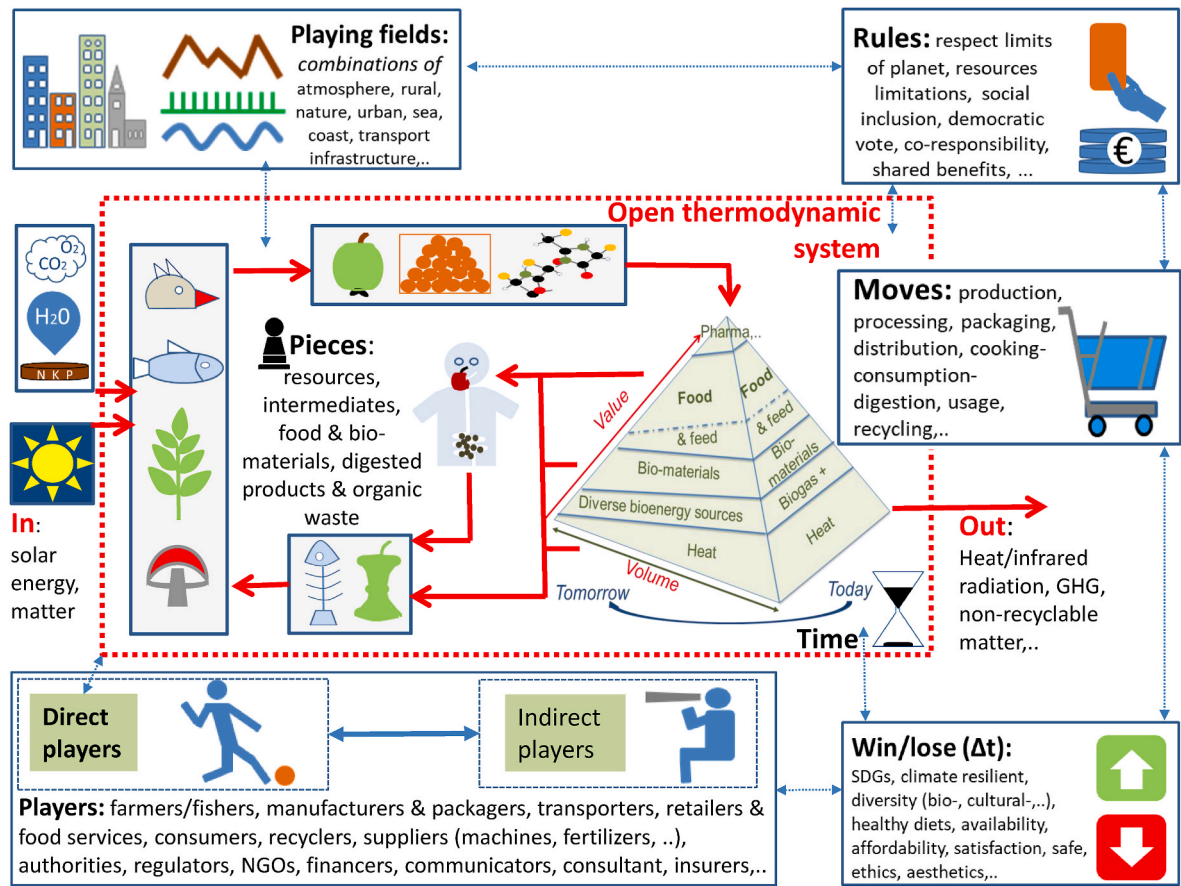 Playing fields:
combinations of
atmosphere, rural,
nature, urban, sea,
coast, transport
infrastructure,..
Rules: respect limits
of planet, resources
limitations, social
inclusion, democratic
vote, co-responsibility,
shared benefits, ...
€
Open thermodynamic
system
O2
CO2
H20
N K P
In:
solar
energy,
matter
Pieces:
resources,
intermediates,
food & bio-
materials, digested
products & organic
waste
Value
Volume
Pharma,..
Food
& feed
Bio-materials
Diverse bioenergy sources
Heat
Food
& feed
Bio-
materials
Biogas +
Heat
Tomorrow
Today
Time
Moves: production,
processing, packaging,
distribution, cooking-
consumption-
digestion, usage,
recycling,..
Out:
Heat/infrared
radiation, GHG,
non-recyclable
matter,..
Direct
players
Indirect
players
Players: farmers/fishers, manufacturers & packagers, transporters, retailers &
food services, consumers, recyclers, suppliers (machines, fertilizers, ..),
authorities, regulators, NGOs, financers, communicators, consultant, insurers,..
Win/lose (Δt):
SDGs, climate resilient,
diversity (bio-, cultural-,..),
healthy diets, availability,
affordability, satisfaction, safe,
ethics, aesthetics,..